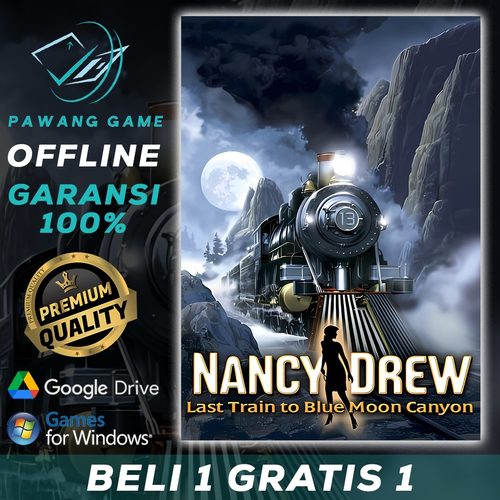 PAWANG GAME
OFFLINE
GARANSI
100%
PREMIUM
QUALITY
Google Drive
Games
for Windows
13
NANCY DREW
Last Train to Blue Moon Canyon
BELI 1 GRATIS 1